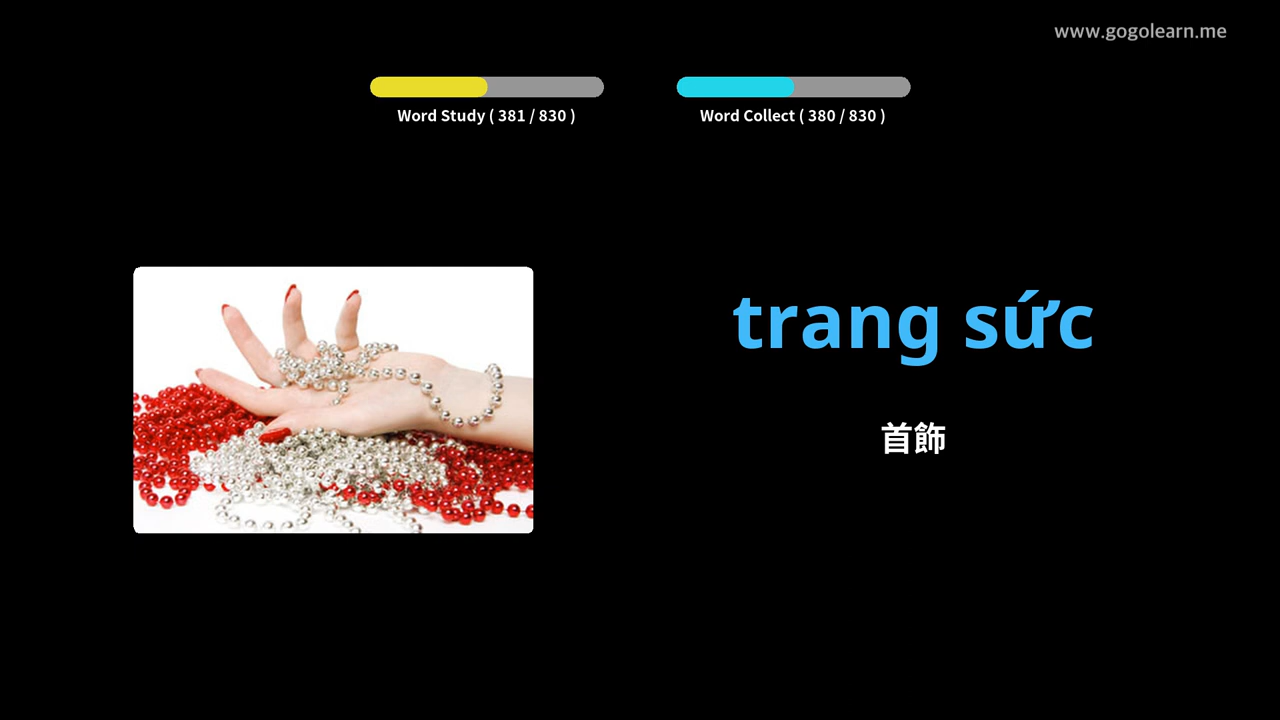 www.gogolearn.me
Word Study ( 381 / 830 )
Word Collect ( 380 / 830 )
trang sức
首飾